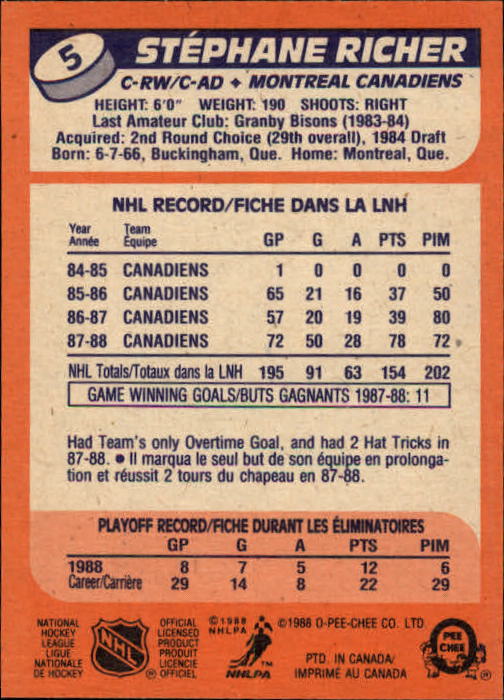 5
STÉPHANE RICHER
C-RW/C-AD ♦ MONTREAL CANADIENS
HEIGHT: 6'0" WEIGHT: 190 SHOOTS: RIGHT
Last Amateur Club: Granby Bisons (1983-84)
Acquired: 2nd Round Choice (29th overall), 1984 Draft
Born: 6-7-66, Buckingham, Que. Home: Montreal, Que.
NHL RECORD/FICHE DANS LA LNH
Year Team
Année Équipe GP G A PTS PIM
84-85 CANADIENS 1 0 0 0 0
85-86 CANADIENS 65 21 16 37 50
86-87 CANADIENS 57 20 19 39 80
87-88 CANADIENS 72 50 28 78 72
NHL Totals/Totaux dans la LNH 195 91 63 154 202
GAME WINNING GOALS/BUTS GAGNANTS 1987-88: 11
Had Team's only Overtime Goal, and had 2 Hat Tricks in
87-88. ● Il marqua le seul but de son équipe en prolonga-
tion et réussit 2 tours du chapeau en 87-88.
PLAYOFF RECORD/FICHE DURANT LES ÉLIMINATOIRES
GP G A PTS PIM
1988 8 7 5 12 6
Career/Carrière 29 14 8 22 29
NATIONAL
HOCKEY
LEAGUE
LIGUE
NATIONALE
DE HOCKEY
NHL
®
OFFICIAL
LICENSED
PRODUCT
PRODUIT
LICENCIE
OFFICIEL
©1988
NHLPA
NHLPA
™
©1988 O-PEE-CHEE CO. LTD.
PTD. IN CANADA/
IMPRIMÉ AU CANADA
O
PEE
CHEE
®